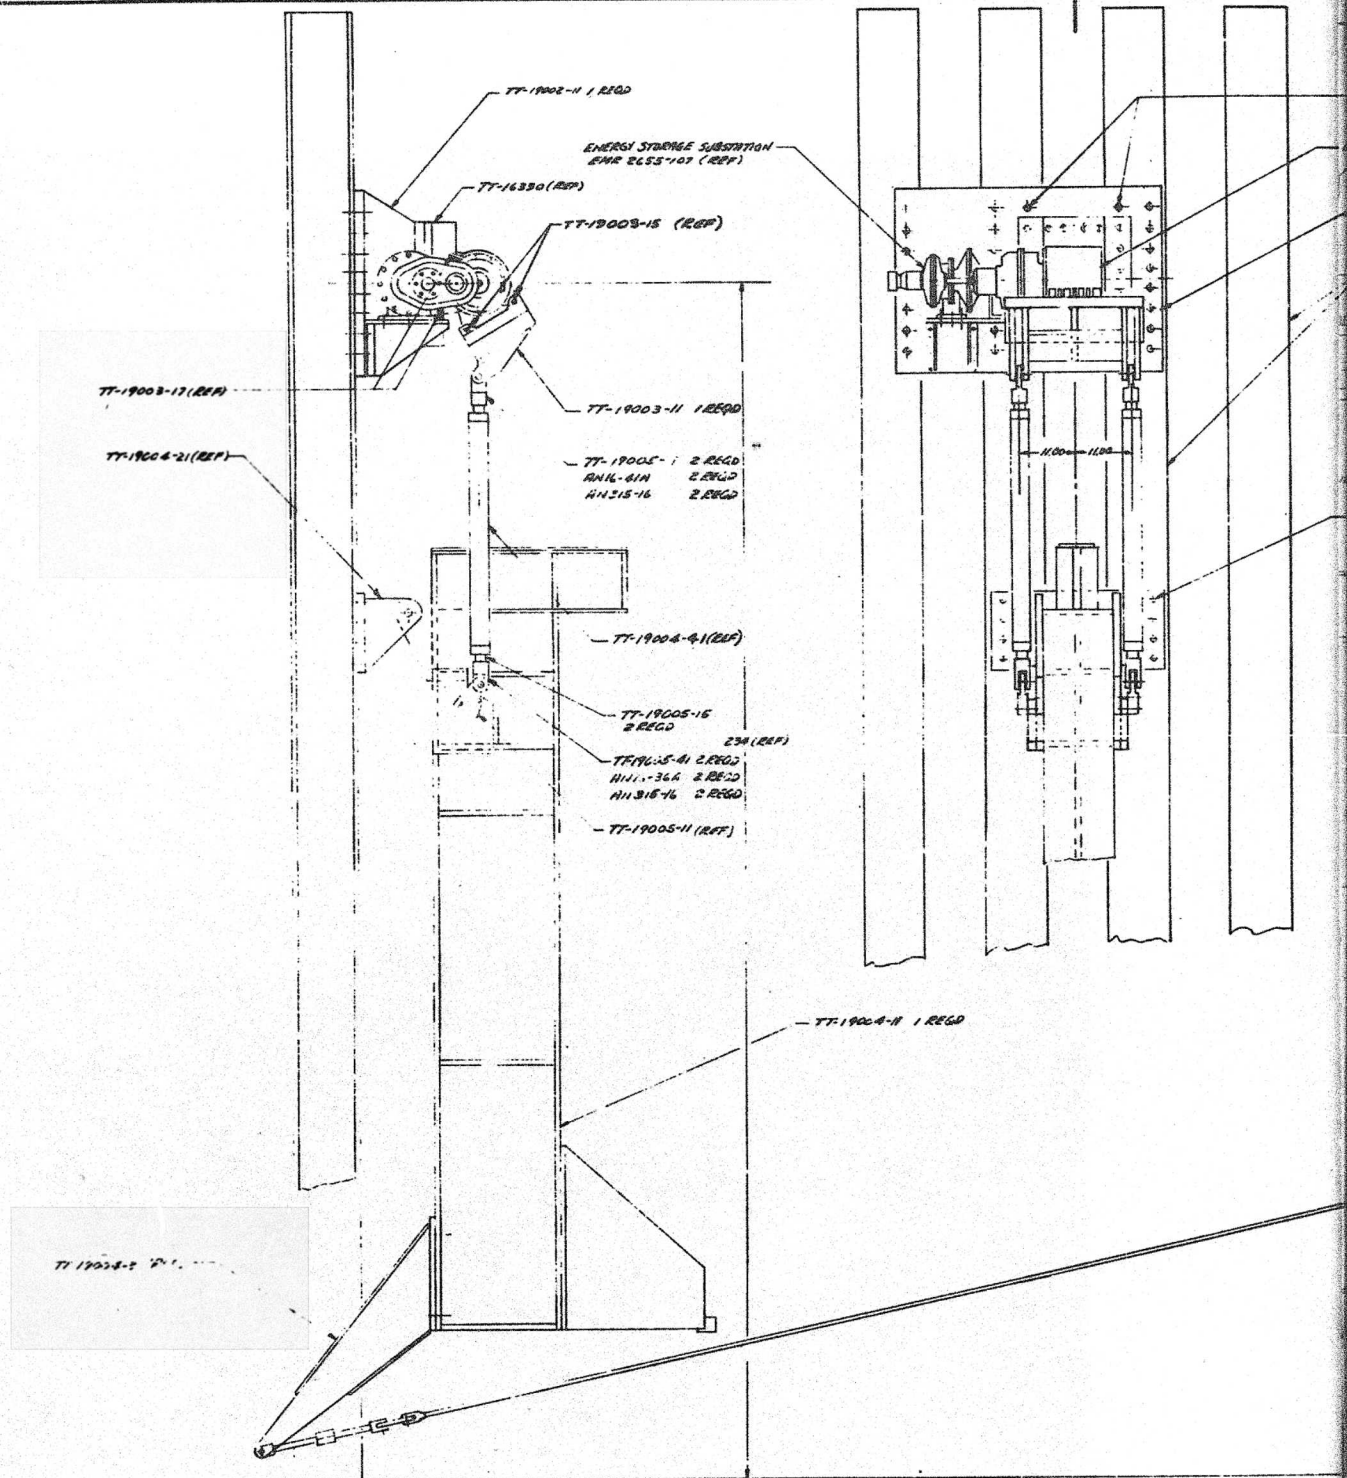 TT-19002-11 1 REQD
ENERGY STORAGE SUBSTATION
EMR 2655-107 (REF)
TT-16330 (REF)
TT-19003-15 (REF)
TT-19003-17 (REF)
TT-19003-11 1 REQD
TT-19004-21 (REF)
TT-19005- 2 REQD
AN16-41A 2 REQD
AN315-16 2 REQD
11.00 11.00
TT-19004-41 (REF)
TT-19005-15
2 REQD
234 (REF)
2 REQD
2 REQD
AN315-16 2 REQD
TT-19005-11 (REF)
TT-19004-11 1 REQD